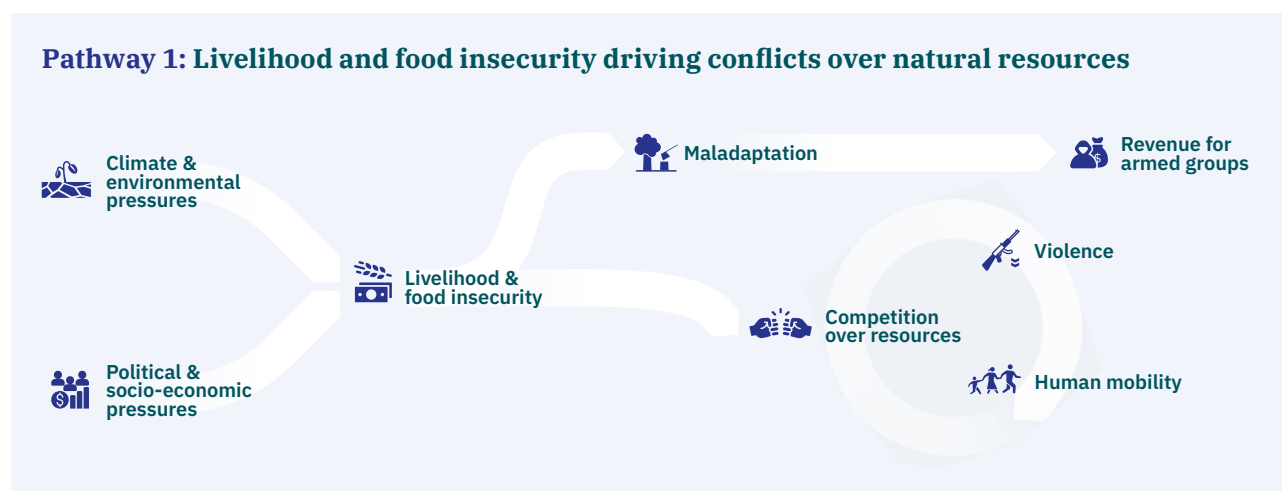 Pathway 1: Livelihood and food insecurity driving conflicts over natural resources
Climate &
environmental
pressures
Political &
socio-economic
pressures
Livelihood &
food insecurity
Maladaptation
Revenue for
armed groups
Competition
over resources
Violence
Human mobility